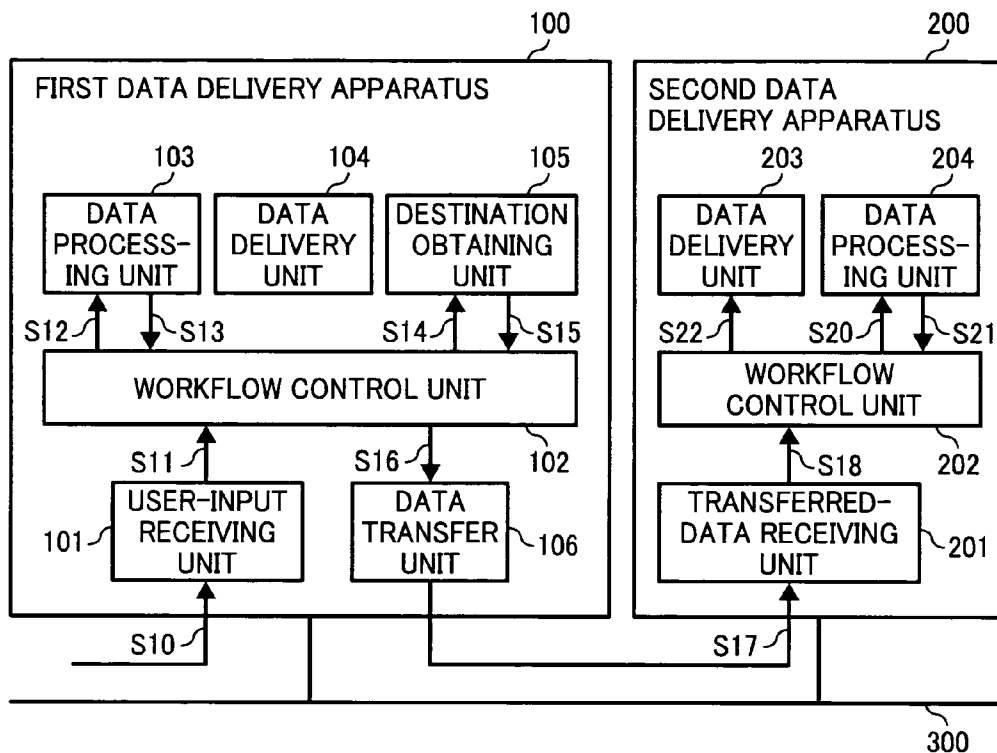 100
200
FIRST DATA DELIVERY APPARATUS
SECOND DATA
DELIVERY APPARATUS
103
104
105
203
204
DATA
PROCESS-
ING UNIT
DATA
DELIVERY
UNIT
DESTINATION
OBTAINING
UNIT
DATA
DELIVERY
UNIT
DATA
PROCESS-
ING UNIT
S12
S13
S14
S15
S22
S20
S21
WORKFLOW CONTROL UNIT
WORKFLOW
CONTROL UNIT
S11
S16
102
S18
202
101
USER-INPUT
RECEIVING
UNIT
DATA
TRANSFER
UNIT
106
TRANSFERRED-
DATA RECEIVING
UNIT
201
S10
S17
300